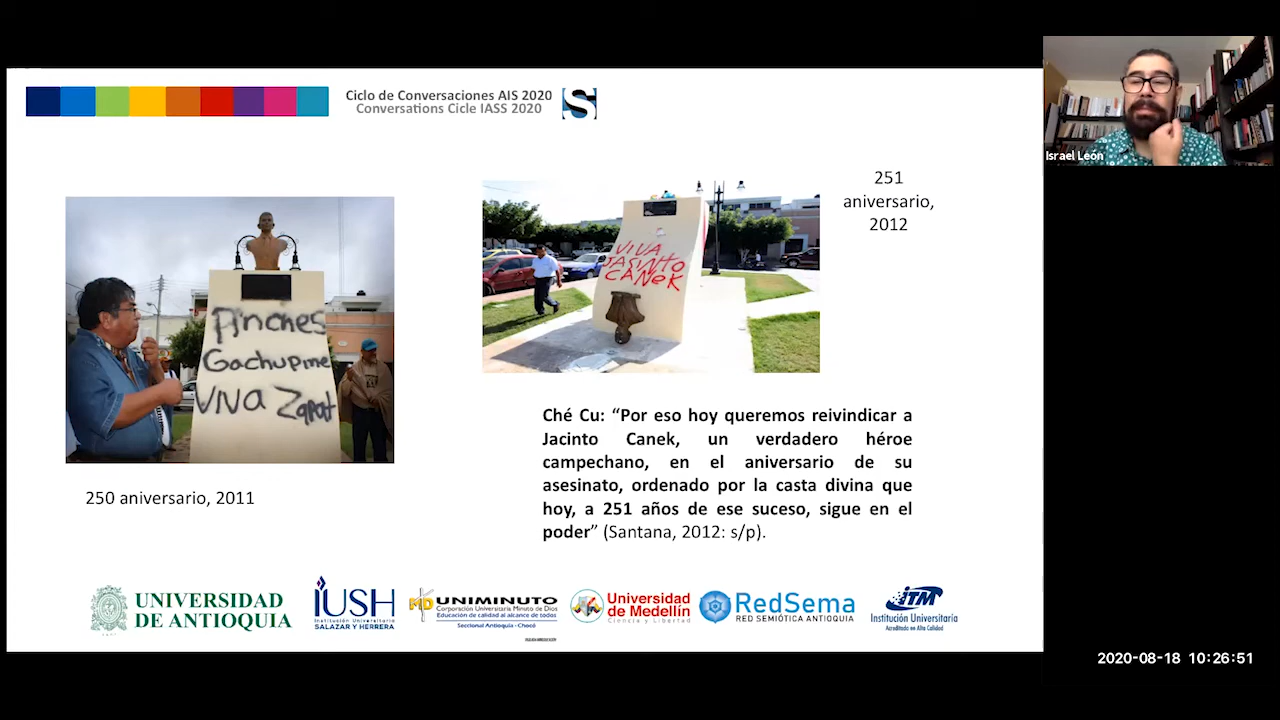 Ciclo de Conversaciones AIS 2020
Conversations Cicle IASS 2020
S
Israel León
251
aniversario,
2012
Pinches
Gachupine
VIVA Zapat
VIVA
JASINTO
CANEK
250 aniversario, 2011
Ché Cu: “Por eso hoy queremos reivindicar a
Jacinto Canek, un verdadero héroe
campechano, en el aniversario de su
asesinato, ordenado por la casta divina que
hoy, a 251 años de ese suceso, sigue en el
poder” (Santana, 2012: s/p).
UNIVERSIDAD
DE ANTIOQUIA
IUSH
Institución Universitaria
SALAZAR Y HERRERA
MD UNIMINUTO
Corporación Universitaria Minuto de Dios
Educación de calidad al alcance de todos
Seccional Antioquia - Chocó
Universidad
de Medellín
Ciencia y Libertad
RedSema
RED SEMIÓTICA ANTIOQUIA
ITM
Institución Universitaria
Acreditada en Alta Calidad
2020-08-18 10:26:51